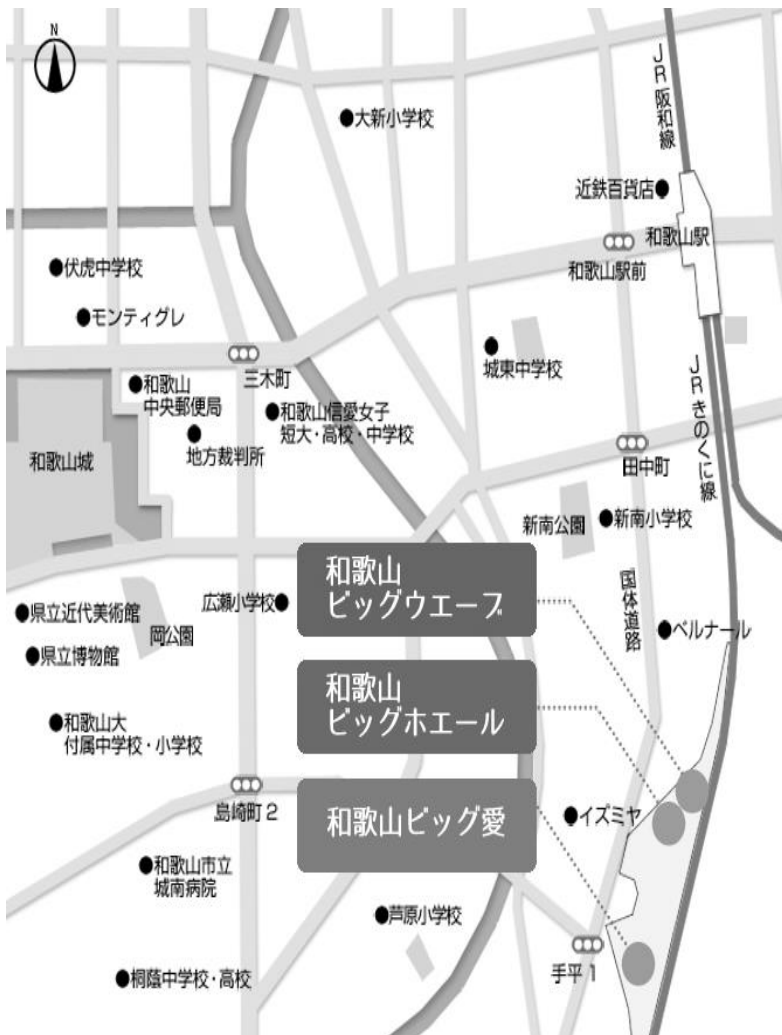 N
JR阪和線
大新小学校
近鉄百貨店
和歌山駅
和歌山駅前
伏虎中学校
モンティグレ
三木町
城東中学校
和歌山
中央郵便局
和歌山信愛女子
短大・高校・中学校
地方裁判所
和歌山城
JRきのくに線
田中町
新南公園
新南小学校
国体道路
和歌山
ビッグウエーブ
広瀬小学校
県立近代美術館
岡公園
県立博物館
ベルナール
和歌山
ビッグホエール
和歌山大
付属中学校・小学校
島崎町2
和歌山ビッグ愛
イズミヤ
和歌山市立
城南病院
芦原小学校
手平1
桐蔭中学校・高校